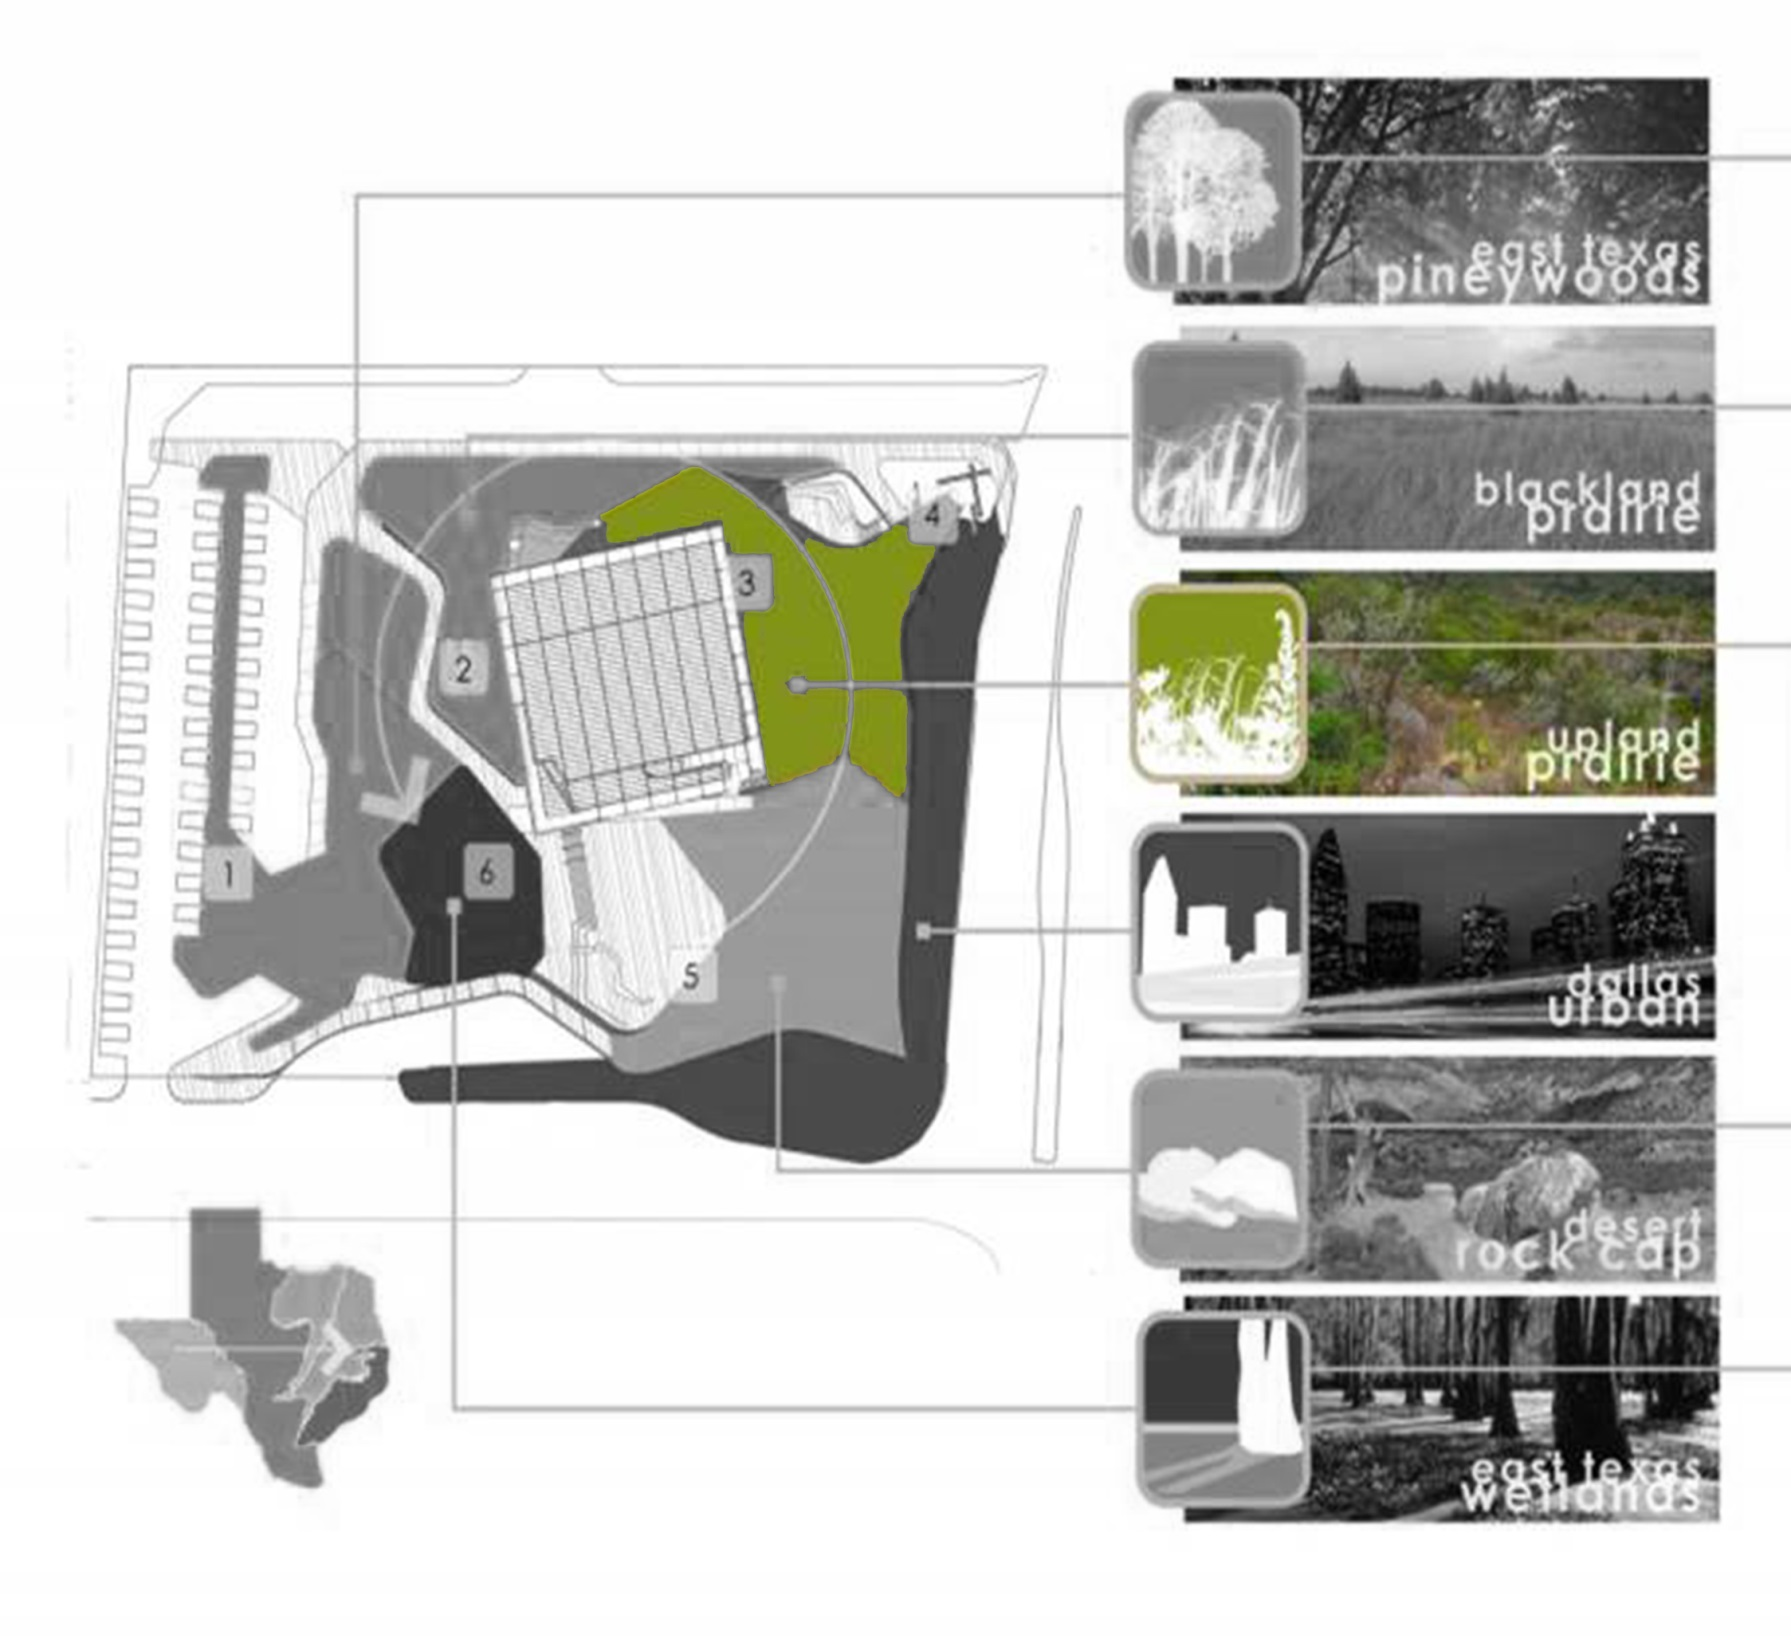 east texas
pineywoods
blackland
prairie
upland
prairie
dallas
urban
desert
rock cap
east texas
wetlands
1
2
3
4
5
6